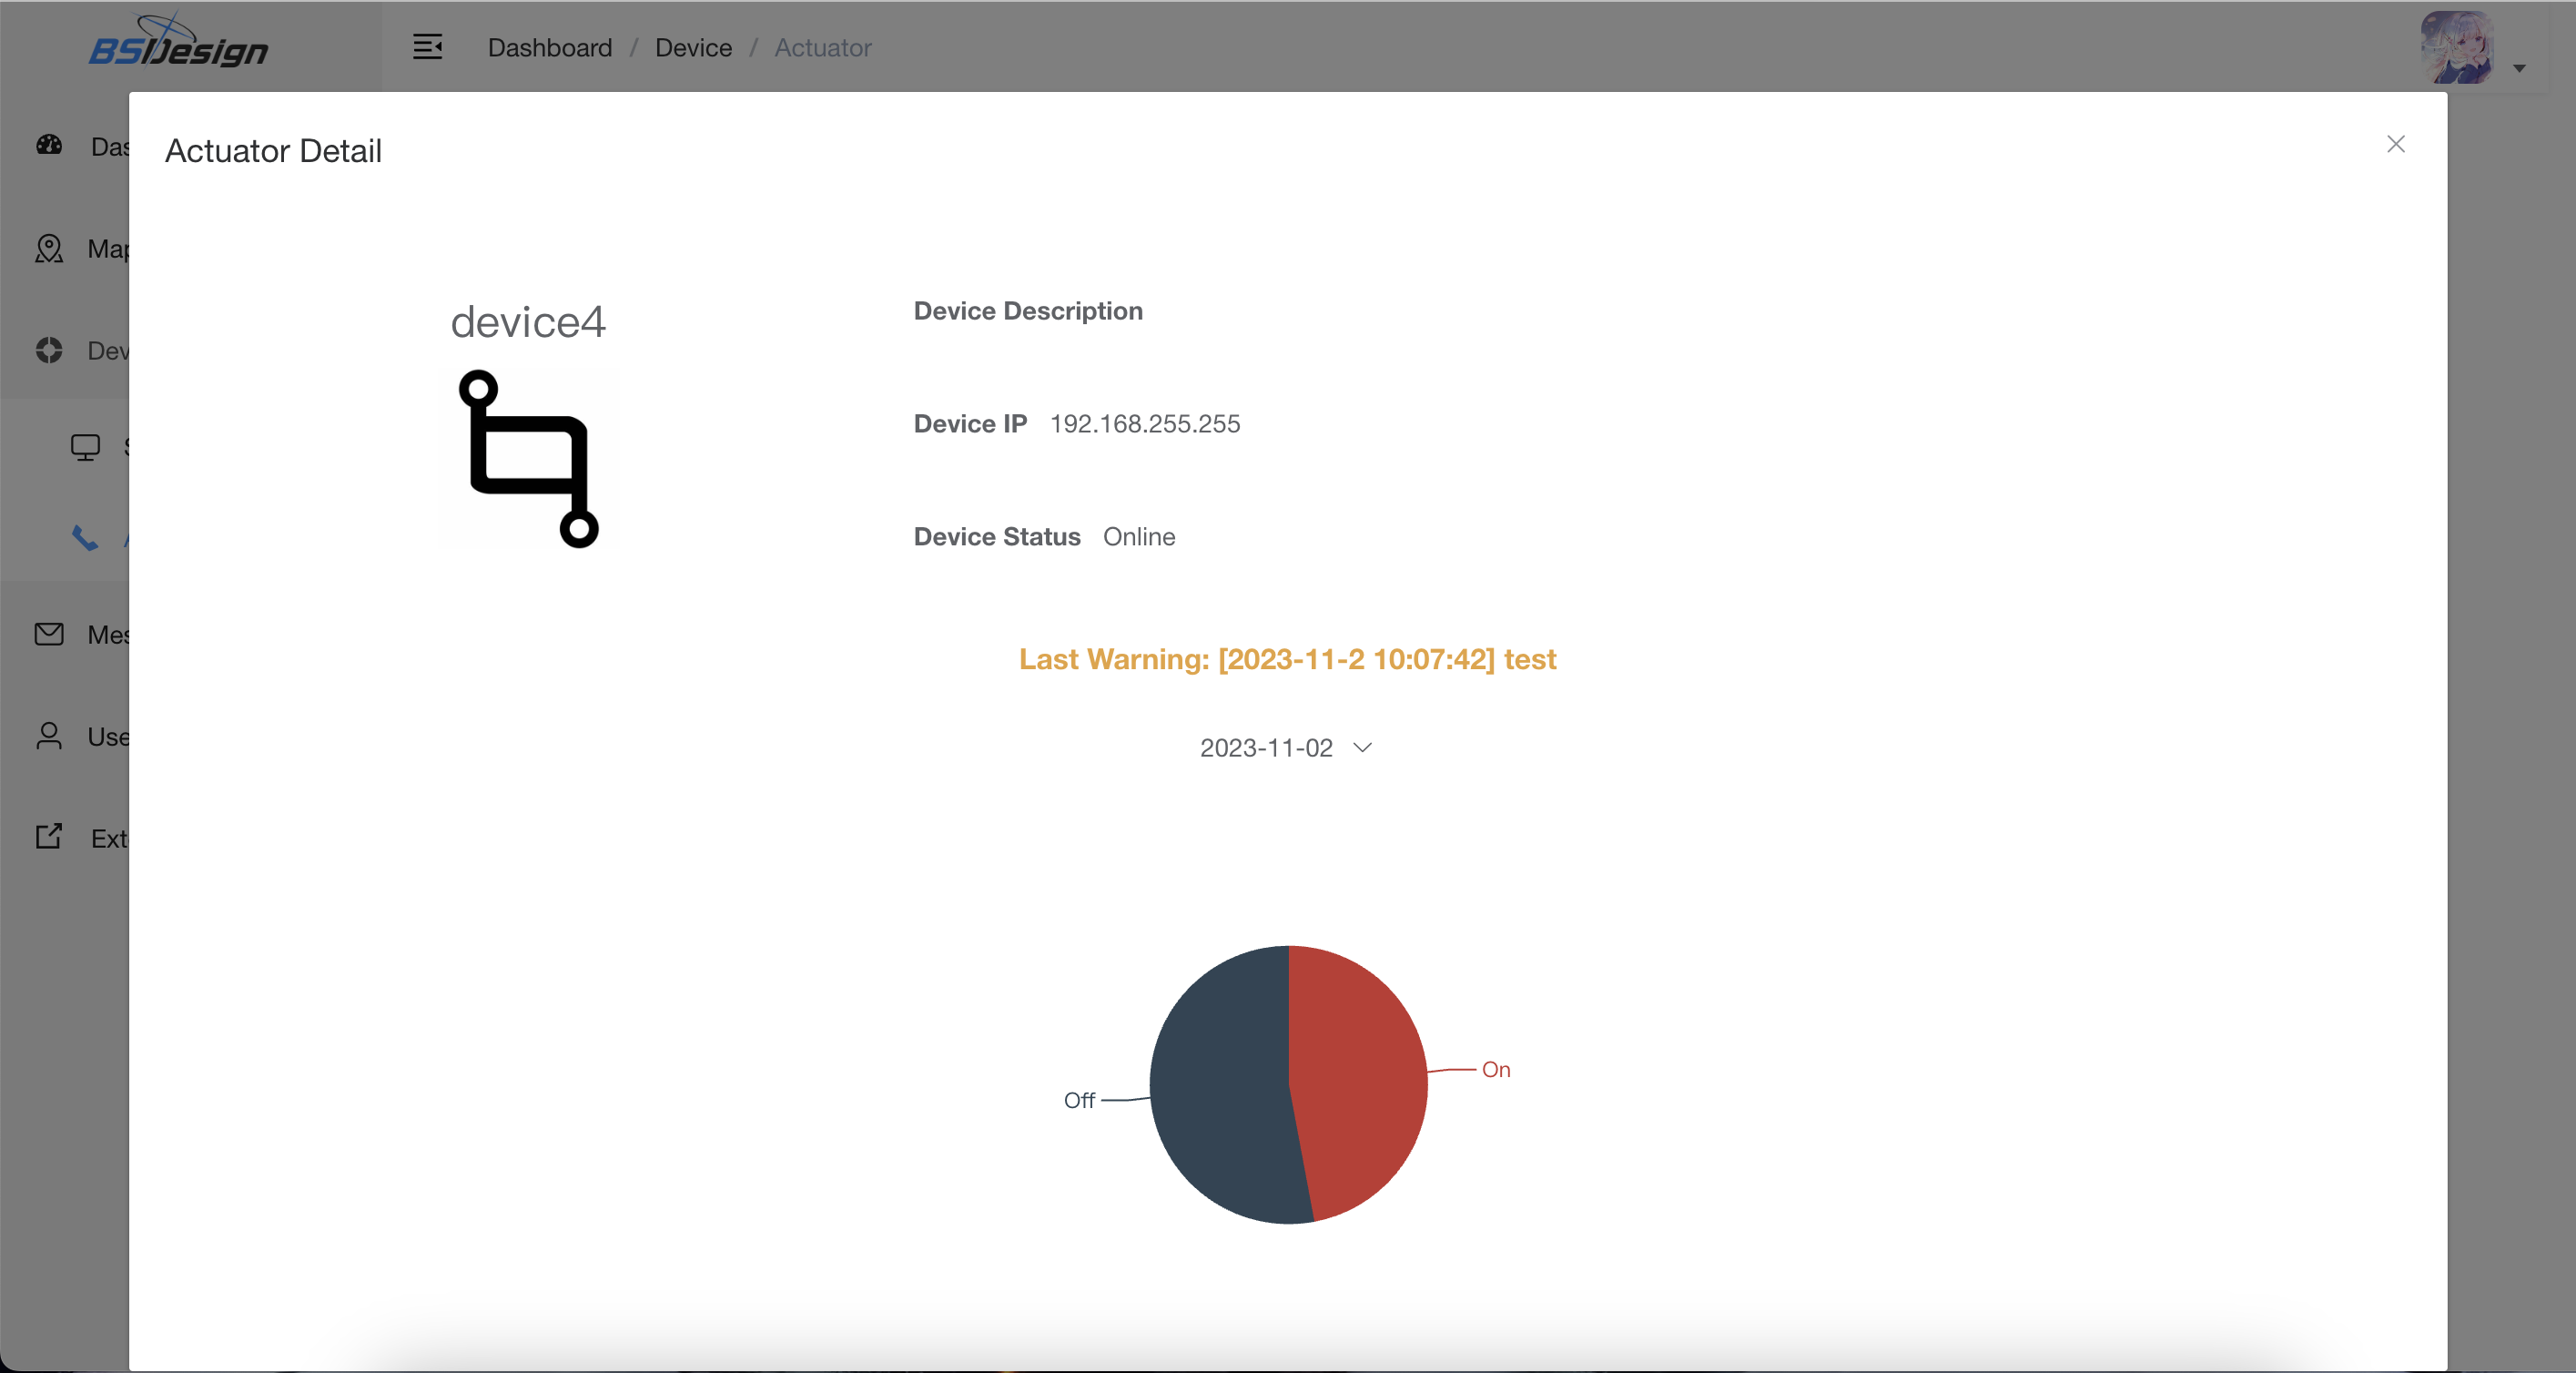 BSIDesign
Dashboard / Device / Actuator
Actuator Detail
device4
Device Description
Device IP 192.168.255.255
Device Status Online
Last Warning: [2023-11-2 10:07:42] test
2023-11-02
On
Off
Das
Map
Dev
Mes
Use
Ext